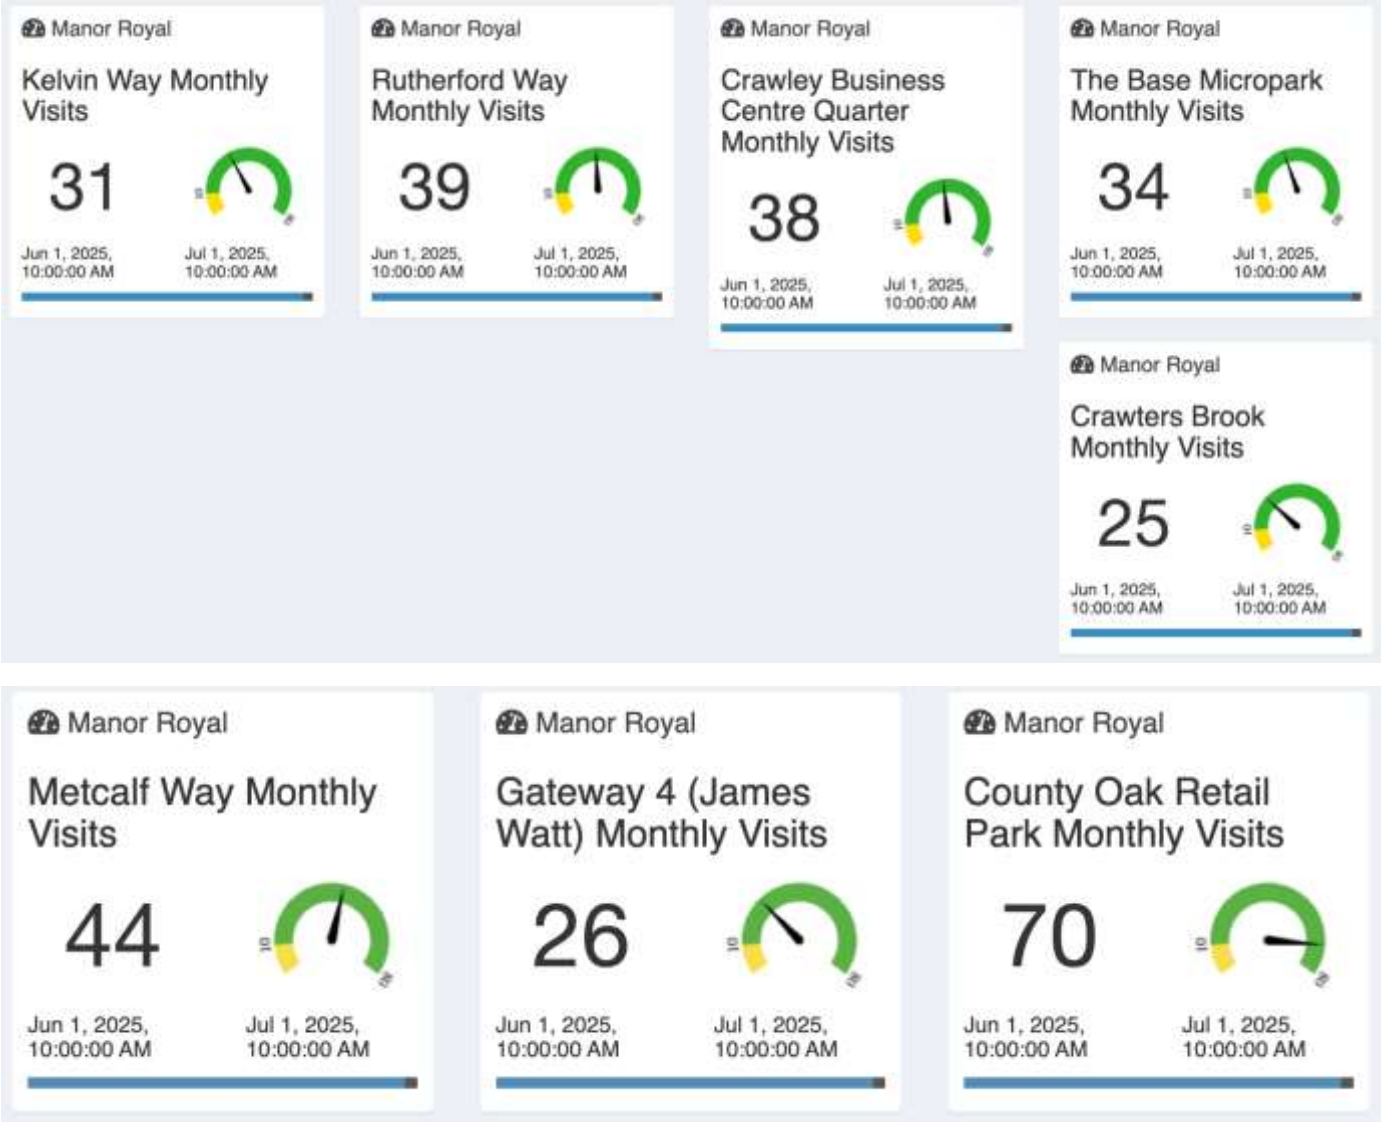 Manor Royal
Kelvin Way Monthly
Visits
31
Jun 1, 2025,
10:00:00 AM
Jul 1, 2025,
10:00:00 AM
Manor Royal
Rutherford Way
Monthly Visits
39
Jun 1, 2025,
10:00:00 AM
Jul 1, 2025,
10:00:00 AM
Manor Royal
Crawley Business
Centre Quarter
Monthly Visits
38
10
Jun 1, 2025,
10:00:00 AM
Jul 1, 2025,
10:00:00 AM
Manor Royal
The Base Micropark
Monthly Visits
34
10
Jun 1, 2025,
10:00:00 AM
Jul 1, 2025,
10:00:00 AM
Manor Royal
Crawters Brook
Monthly Visits
25
10
Jun 1, 2025,
10:00:00 AM
Jul 1, 2025,
10:00:00 AM
Manor Royal
Metcalf Way Monthly
Visits
44
10
80
Jun 1, 2025,
10:00:00 AM
Jul 1, 2025,
10:00:00 AM
Manor Royal
Gateway 4 (James
Watt) Monthly Visits
26
10
80
Jun 1, 2025,
10:00:00 AM
Jul 1, 2025,
10:00:00 AM
Manor Royal
County Oak Retail
Park Monthly Visits
70
10
80
Jun 1, 2025,
10:00:00 AM
Jul 1, 2025,
10:00:00 AM